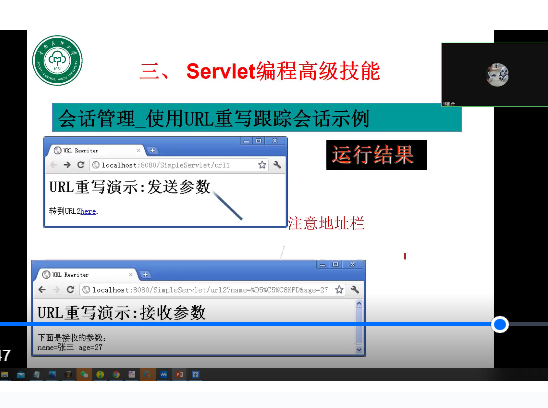 三、 Servlet编程高级技能
会话管理_使用URL重写跟踪会话示例
运行结果
URL Rewriter
localhost:8080/SimpleServlet/url1
URL重写演示:发送参数
转到URL2here.
注意地址栏
URL Rewriter
localhost:8080/SimpleServlet/url2?name=%D5%C5%C8%FD&age=27
URL重写演示:接收参数
下面是接收的参数:
name=张三 age=27
47